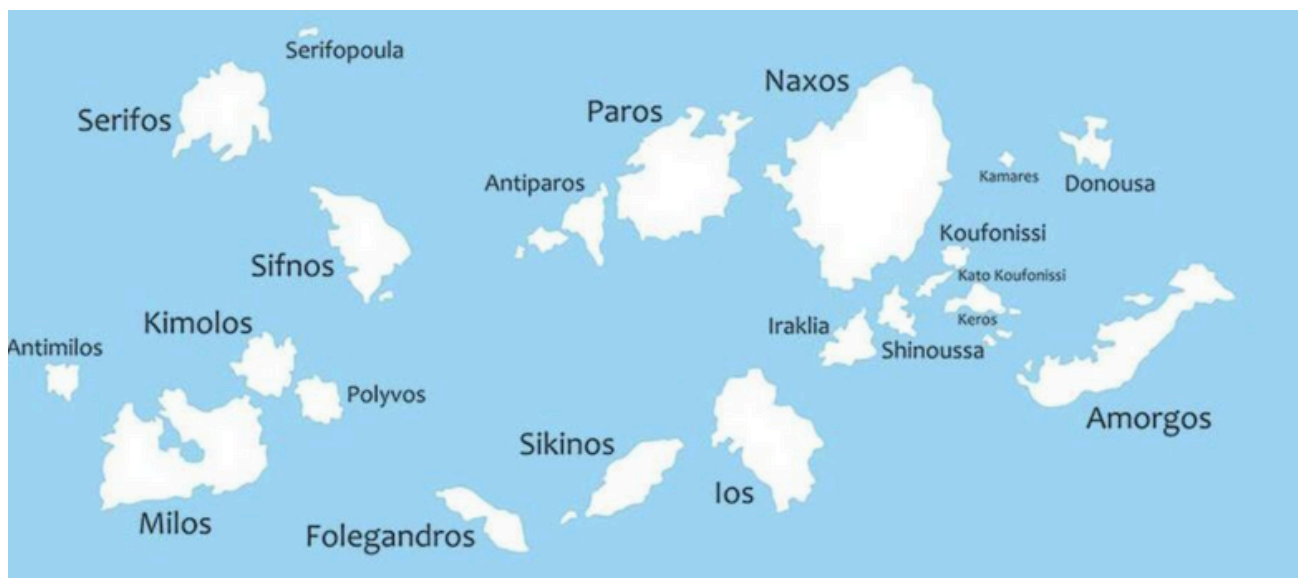 Serifopoula
Serifos
Naxos
Paros
Kamares
Donousa
Antiparos
Koufonissi
Sifnos
Kato Koufonissi
Kimolos
Iraklia
Keros
Antimilos
Shinoussa
Polyvos
Amorgos
Sikinos
Ios
Milos
Folegandros